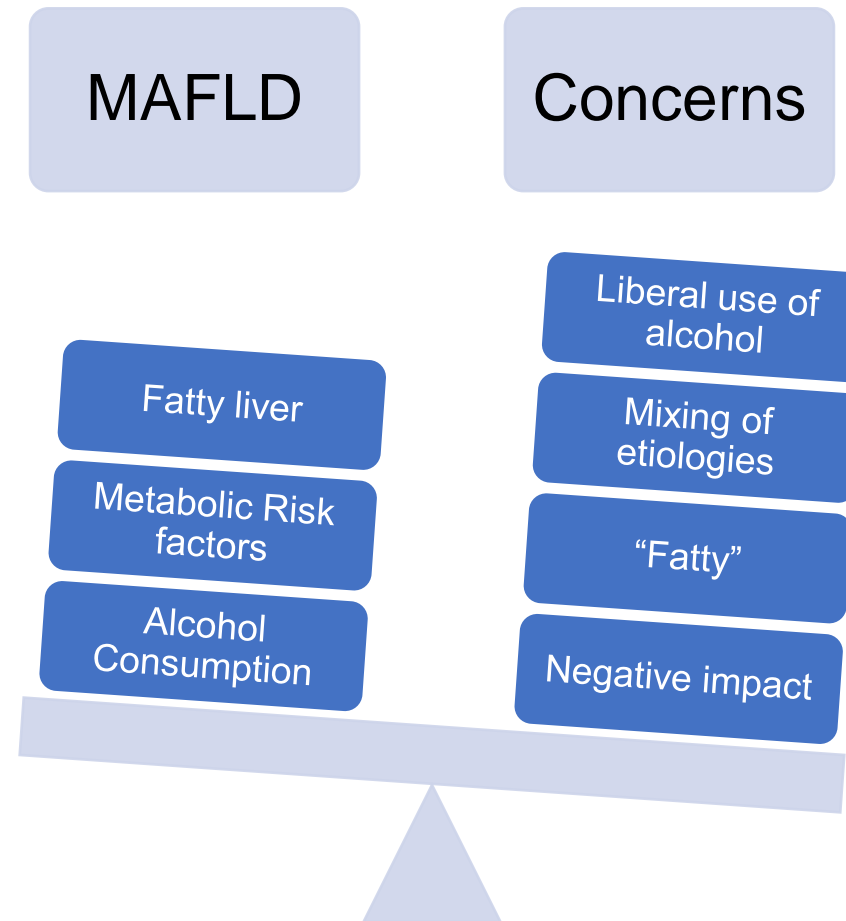 MAFLD
Concerns
Fatty liver
Metabolic Risk
factors
Alcohol
Consumption
Liberal use of
alcohol
Mixing of
etiologies
“Fatty”
Negative impact